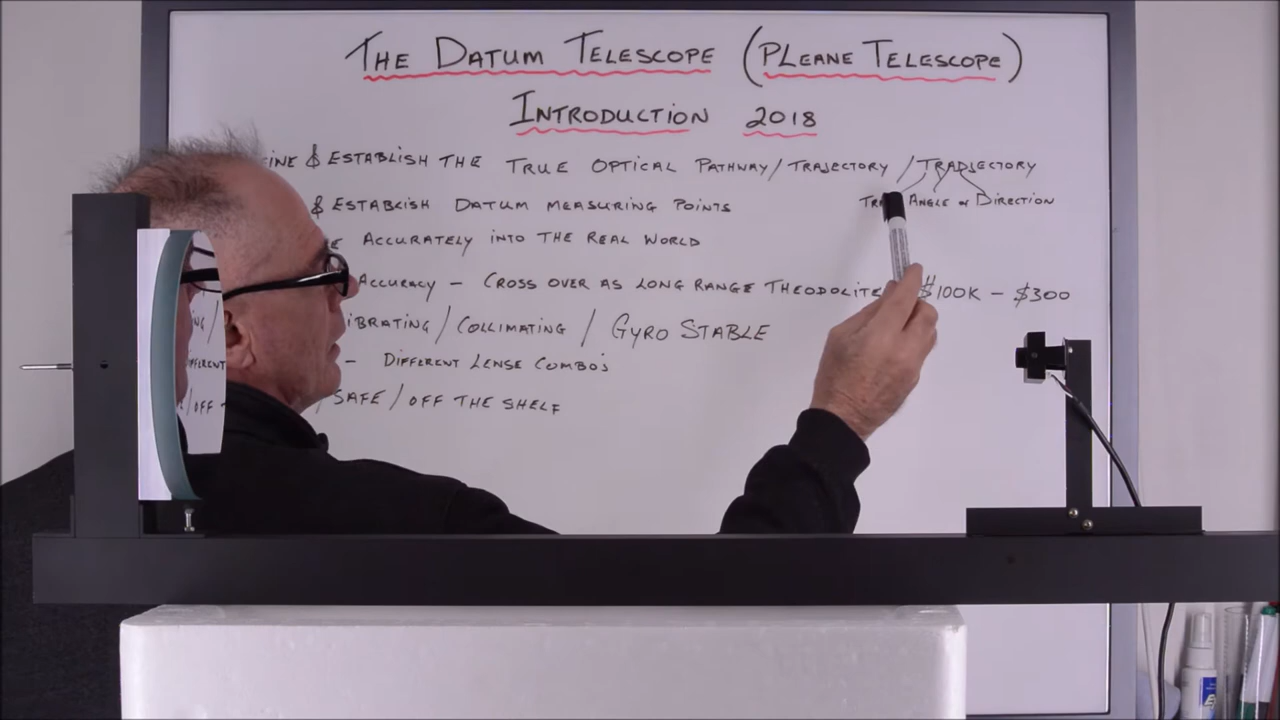 THE DATUM TELESCOPE (PLEANE TELESCOPE)
INTRODUCTION 2018
INE & ESTABLISH THE TRUE OPTICAL PATHWAY / TRAJECTORY / TRADJECTORY
& ESTABLISH DATUM MEASURING POINTS
ANGLE or DIRECTION
E ACCURATELY INTO THE REAL WORLD
ACCURACY - CROSS OVER AS LONG RANGE THEODOLITE $100K - $300
IBRATING / COLLIMATING / GYRO STABLE
- DIFFERENT LENSE COMBO'S
/ SAFE / OFF THE SHELF